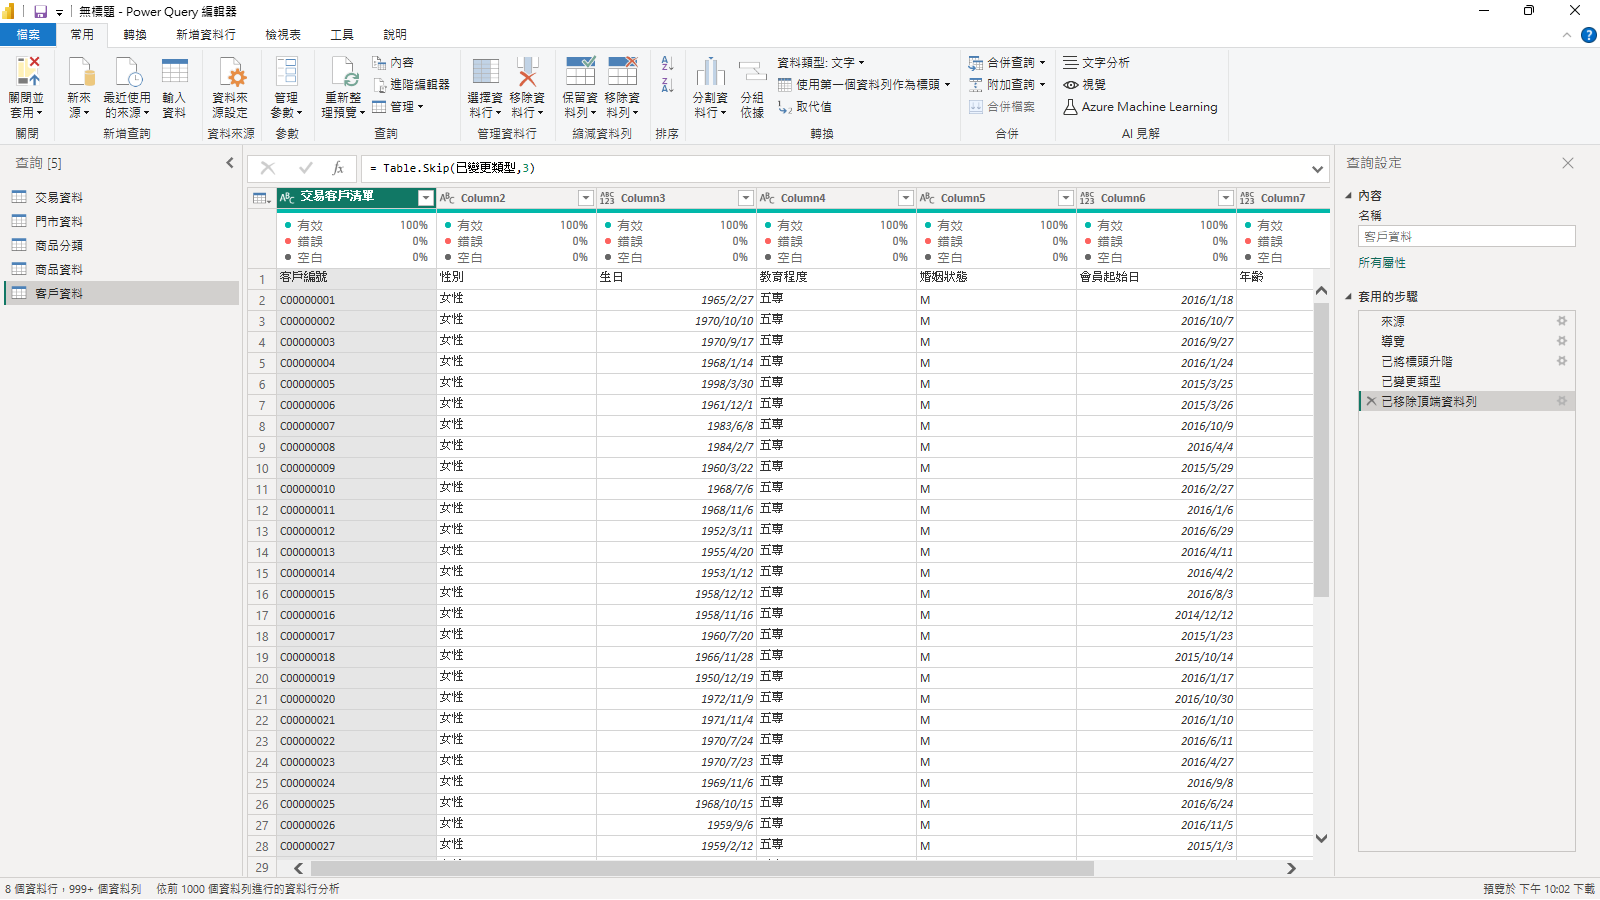 無標題 - Power Query 編輯器
檔案 常用 轉換 新增資料行 檢視表 工具 說明
關閉並套用 新來源 最近使用的來源 輸入資料 資料來源設定 管理參數 重新整理預覽 內容 進階編輯器 管理 選擇資料行 移除資料行 保留資料列 移除資料列 分割資料行 分組依據 資料類型: 文字 使用第一個資料列作為標頭 取代值 合併查詢 附加查詢 合併檔案 文字分析 視覺 Azure Machine Learning
關閉 新增查詢 資料來源 參數 查詢 管理資料行 縮減資料列 排序 轉換 合併 AI 見解
查詢 [5]
交易資料
門市資料
商品分類
商品資料
客戶資料
fx = Table.Skip(已變更類型,3)
交易客戶清單 Column2 Column3 Column4 Column5 Column6 Column7
有效 100% 有效 100% 有效 100% 有效 100% 有效 100% 有效 100% 有效
錯誤 0% 錯誤 0% 錯誤 0% 錯誤 0% 錯誤 0% 錯誤 0% 錯誤
空白 0% 空白 0% 空白 0% 空白 0% 空白 0% 空白 0% 空白
1 客戶編號 性別 生日 教育程度 婚姻狀態 會員起始日 年齡
2 C00000001 女性 1965/2/27 五專 M 2016/1/18
3 C00000002 女性 1970/10/10 五專 M 2016/10/7
4 C00000003 女性 1970/9/17 五專 M 2016/9/27
5 C00000004 女性 1968/1/14 五專 M 2016/1/24
6 C00000005 女性 1998/3/30 五專 M 2015/3/25
7 C00000006 女性 1961/12/1 五專 M 2015/3/26
8 C00000007 女性 1983/6/8 五專 M 2016/10/9
9 C00000008 女性 1984/2/7 五專 M 2016/4/4
10 C00000009 女性 1960/3/22 五專 M 2015/5/29
11 C00000010 女性 1968/7/6 五專 M 2016/2/27
12 C00000011 女性 1968/11/6 五專 M 2016/1/6
13 C00000012 女性 1952/3/11 五專 M 2016/6/29
14 C00000013 女性 1955/4/20 五專 M 2016/4/11
15 C00000014 女性 1953/1/12 五專 M 2016/4/2
16 C00000015 女性 1958/12/12 五專 M 2016/8/3
17 C00000016 女性 1958/11/16 五專 M 2014/12/12
18 C00000017 女性 1960/7/20 五專 M 2015/1/23
19 C00000018 女性 1966/11/28 五專 M 2015/10/14
20 C00000019 女性 1950/12/19 五專 M 2016/1/17
21 C00000020 女性 1972/11/9 五專 M 2016/10/30
22 C00000021 女性 1971/11/4 五專 M 2016/1/10
23 C00000022 女性 1970/7/24 五專 M 2016/6/11
24 C00000023 女性 1970/7/23 五專 M 2016/4/27
25 C00000024 女性 1969/11/6 五專 M 2016/9/8
26 C00000025 女性 1968/10/15 五專 M 2016/6/24
27 C00000026 女性 1959/9/6 五專 M 2016/11/5
28 C00000027 女性 1959/2/12 五專 M 2015/1/3
29
查詢設定
內容
名稱
客戶資料
所有屬性
套用的步驟
來源
導覽
已將標頭升階
已變更類型
已移除頂端資料列
8 個資料行，999+ 個資料列 依前 1000 個資料列進行的資料行分析 預覽於 下午 10:02 下載